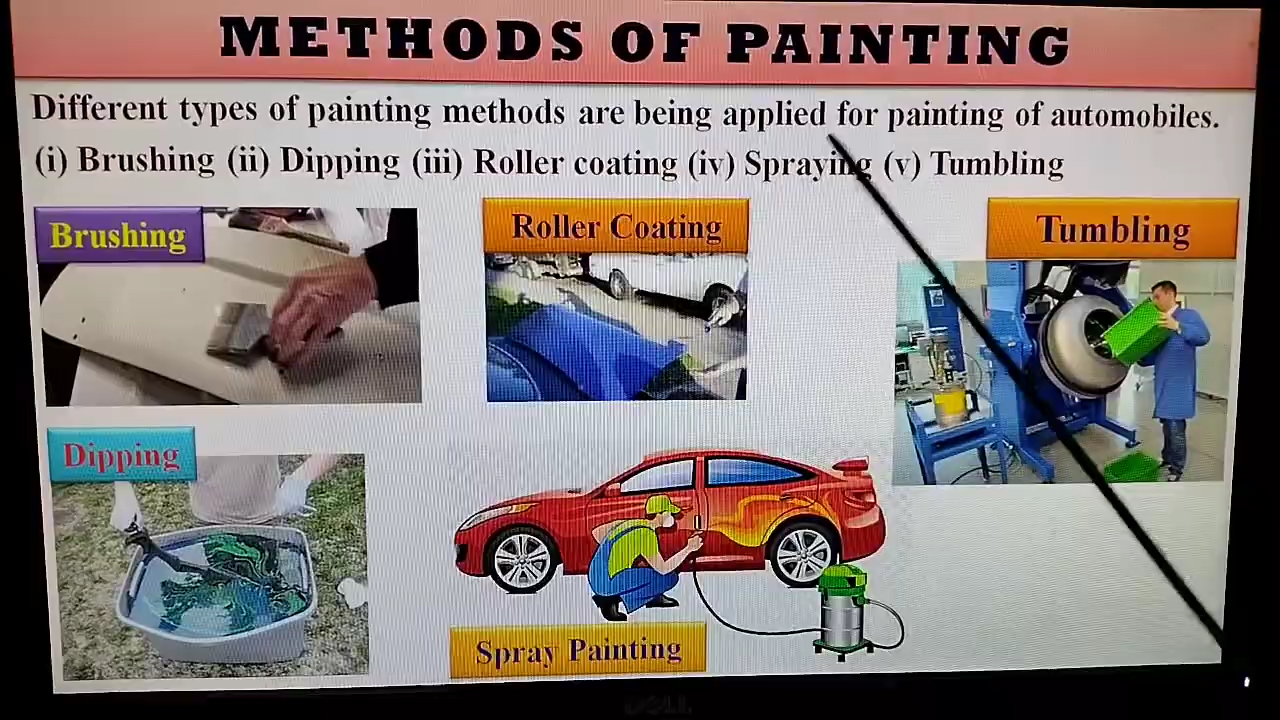 METHODS OF PAINTING
Different types of painting methods are being applied for painting of automobiles.
(i) Brushing (ii) Dipping (iii) Roller coating (iv) Spraying (v) Tumbling
Brushing
Roller Coating
Tumbling
Dipping
Spray Painting
DELL